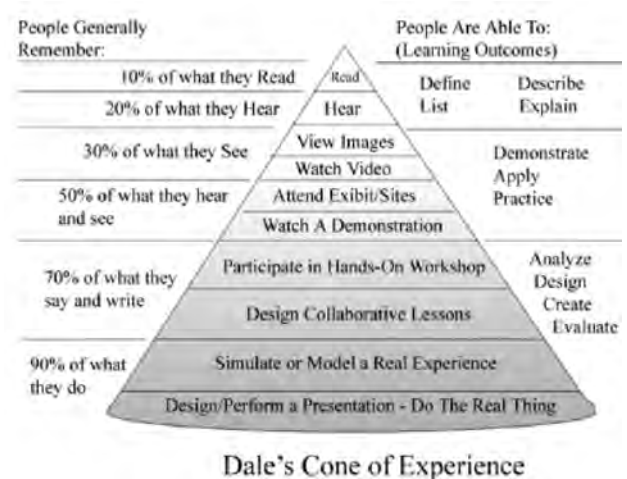 People Generally
Remember:
People Are Able To:
(Learning Outcomes)
10% of what they Read
Read
Define
Describe
List
Explain
20% of what they Hear
Hear
30% of what they See
View Images
Watch Video
Demonstrate
Apply
Practice
50% of what they hear
and see
Attend Exibit/Sites
Watch A Demonstration
70% of what they
say and write
Participate in Hands-On Workshop
Design Collaborative Lessons
Analyze
Design
Create
Evaluate
90% of what
they do
Simulate or Model a Real Experience
Design/Perform a Presentation - Do The Real Thing
Dale's Cone of Experience